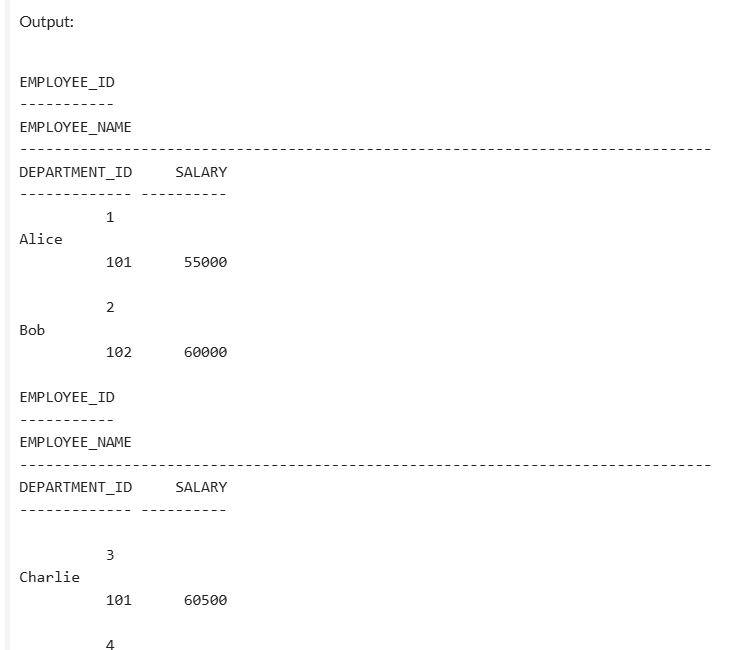 Output:
EMPLOYEE_ID
-----------
EMPLOYEE_NAME
--------------------------------------------------------------------------------
DEPARTMENT_ID     SALARY
------------- ----------
          1
Alice
          101      55000
          2
Bob
          102      60000
EMPLOYEE_ID
-----------
EMPLOYEE_NAME
--------------------------------------------------------------------------------
DEPARTMENT_ID     SALARY
------------- ----------
          3
Charlie
          101      60500
          4